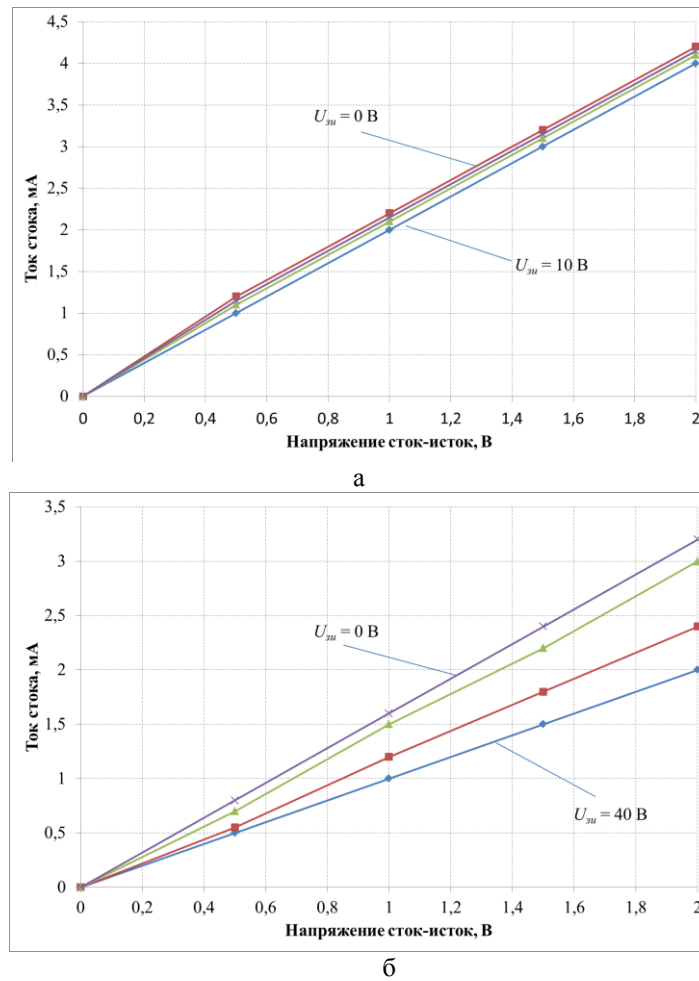 4,5
4
3,5
3
2,5
2
1,5
1
0,5
0
Ток стока, мА
Uзи = 0 В
Uзи = 10 В
0 0,2 0,4 0,6 0,8 1 1,2 1,4 1,6 1,8 2
Напряжение сток-исток, В
а
3,5
3
2,5
2
1,5
1
0,5
0
Ток стока, мА
Uзи = 0 В
Uзи = 40 В
0 0,2 0,4 0,6 0,8 1 1,2 1,4 1,6 1,8 2
Напряжение сток-исток, В
б